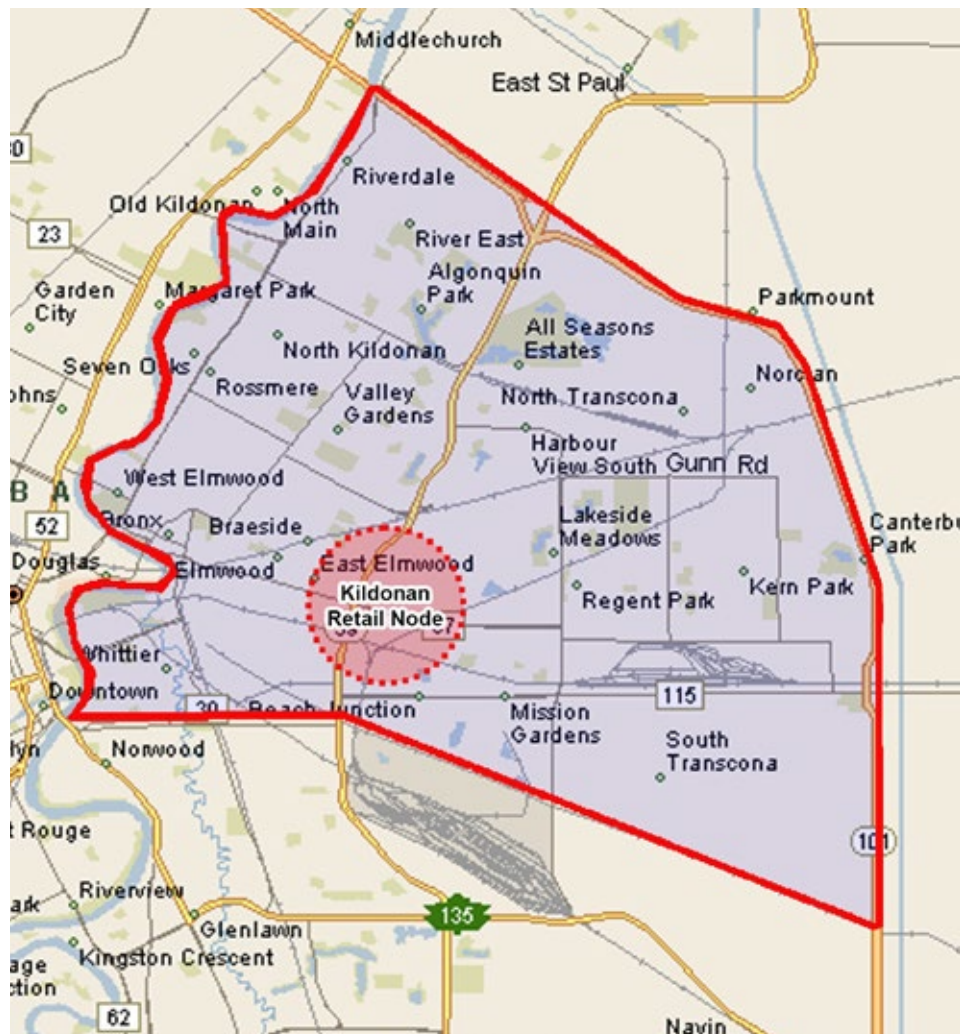 Middlechurch
East St Paul
Riverdale
Old Kildonan
North
Main
23
River East
Algonquin
Park
Garden
City
Margaret Park
Parkmount
All Seasons
Estates
North Kildonan
Seven Oaks
Rossmere
Valley
Gardens
North Transcona
Harbour
View South
Gunn Rd
West Elmwood
52
Bronx
Braeside
Lakeside
Meadows
Canterbu
Park
Douglas
Elmwood
East Elmwood
Kildonan
Retail Node
Regent Park
Kern Park
Whittier
Downtown
115
Beach Junction
Mission
Gardens
South
Transcona
Norwood
101
Riverview
135
Glenlawn
Kingston Crescent
62
Navin